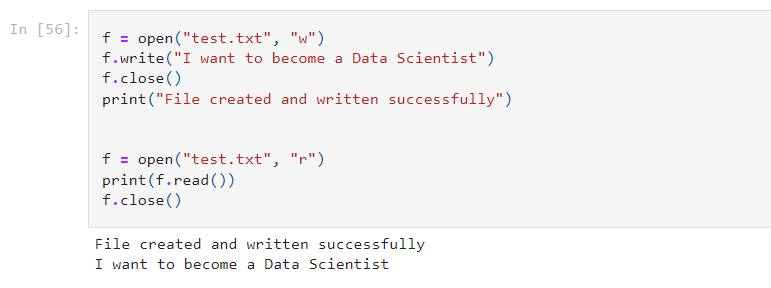 In [56]:
f = open("test.txt", "w")
f.write("I want to become a Data Scientist")
f.close()
print("File created and written successfully")
f = open("test.txt", "r")
print(f.read())
f.close()
File created and written successfully
I want to become a Data Scientist